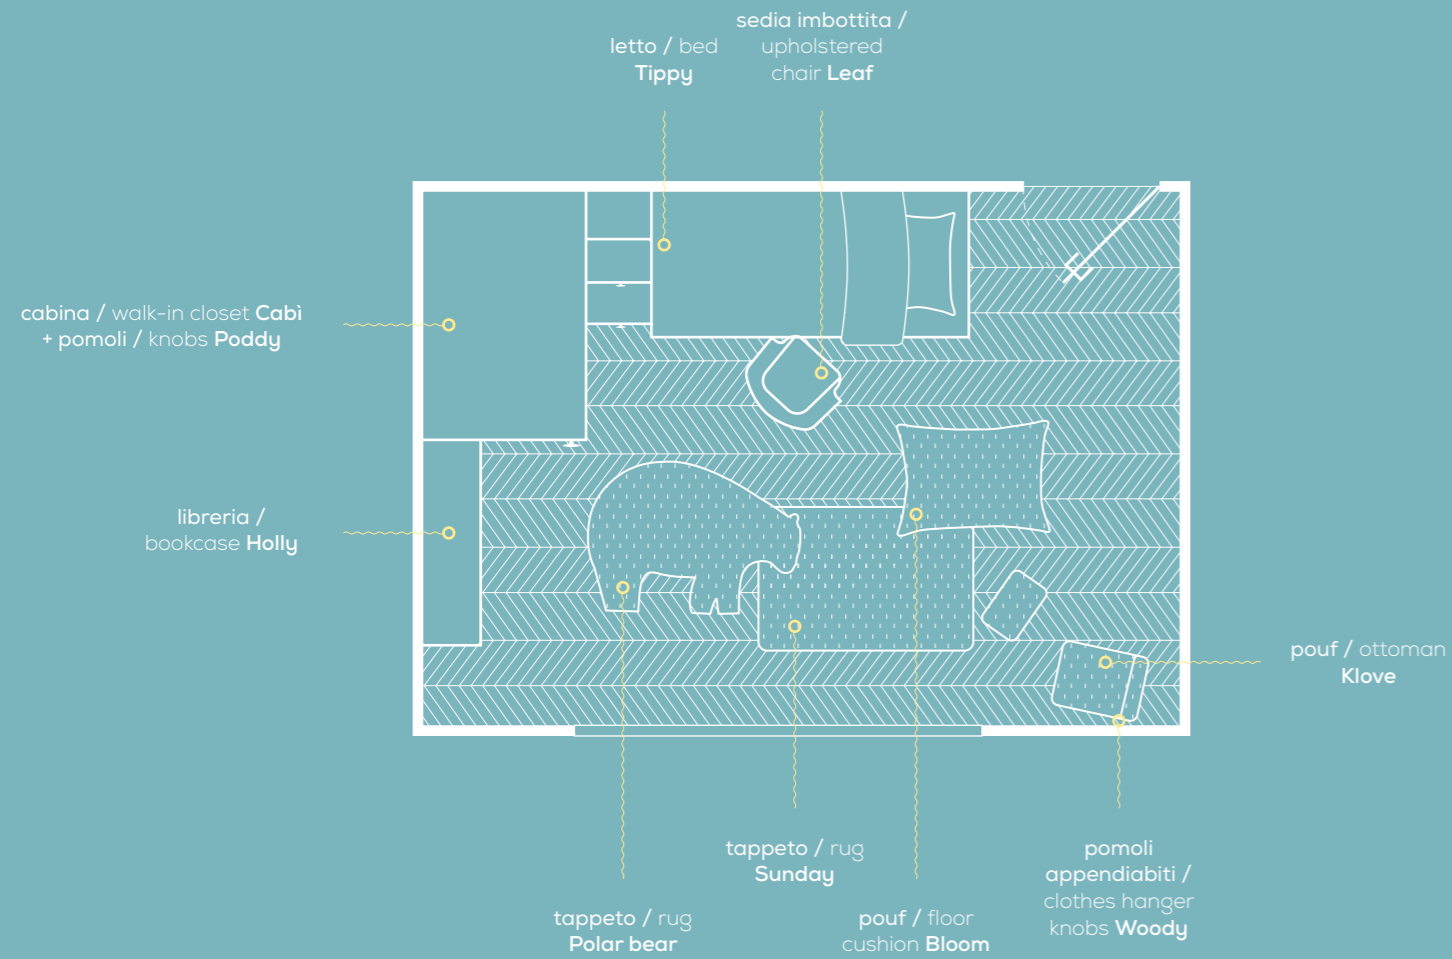 sedia imbottita /
upholstered
chair Leaf
letto / bed
Tippy
cabina / walk-in closet Cabì
+ pomoli / knobs Poddy
libreria /
bookcase Holly
pouf / ottoman
Klove
tappeto / rug
Sunday
pomoli
appendiabiti /
clothes hanger
knobs Woody
tappeto / rug
Polar bear
pouf / floor
cushion Bloom